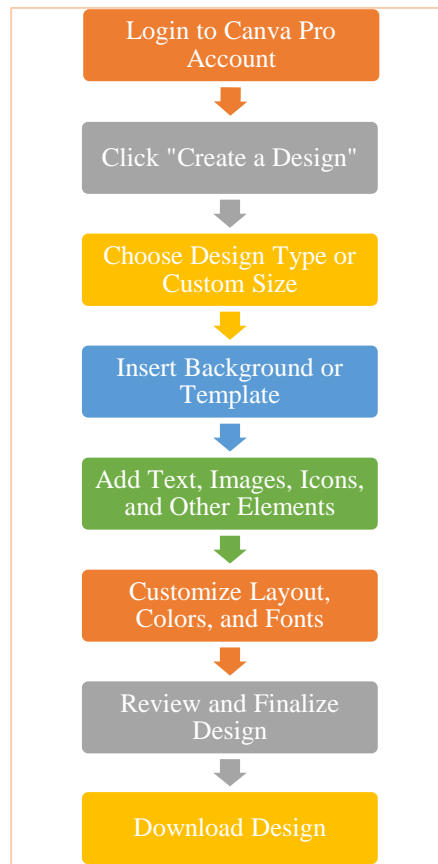 Login to Canva Pro
Account
Click "Create a Design"
Choose Design Type or
Custom Size
Insert Background or
Template
Add Text, Images, Icons,
and Other Elements
Customize Layout,
Colors, and Fonts
Review and Finalize
Design
Download Design